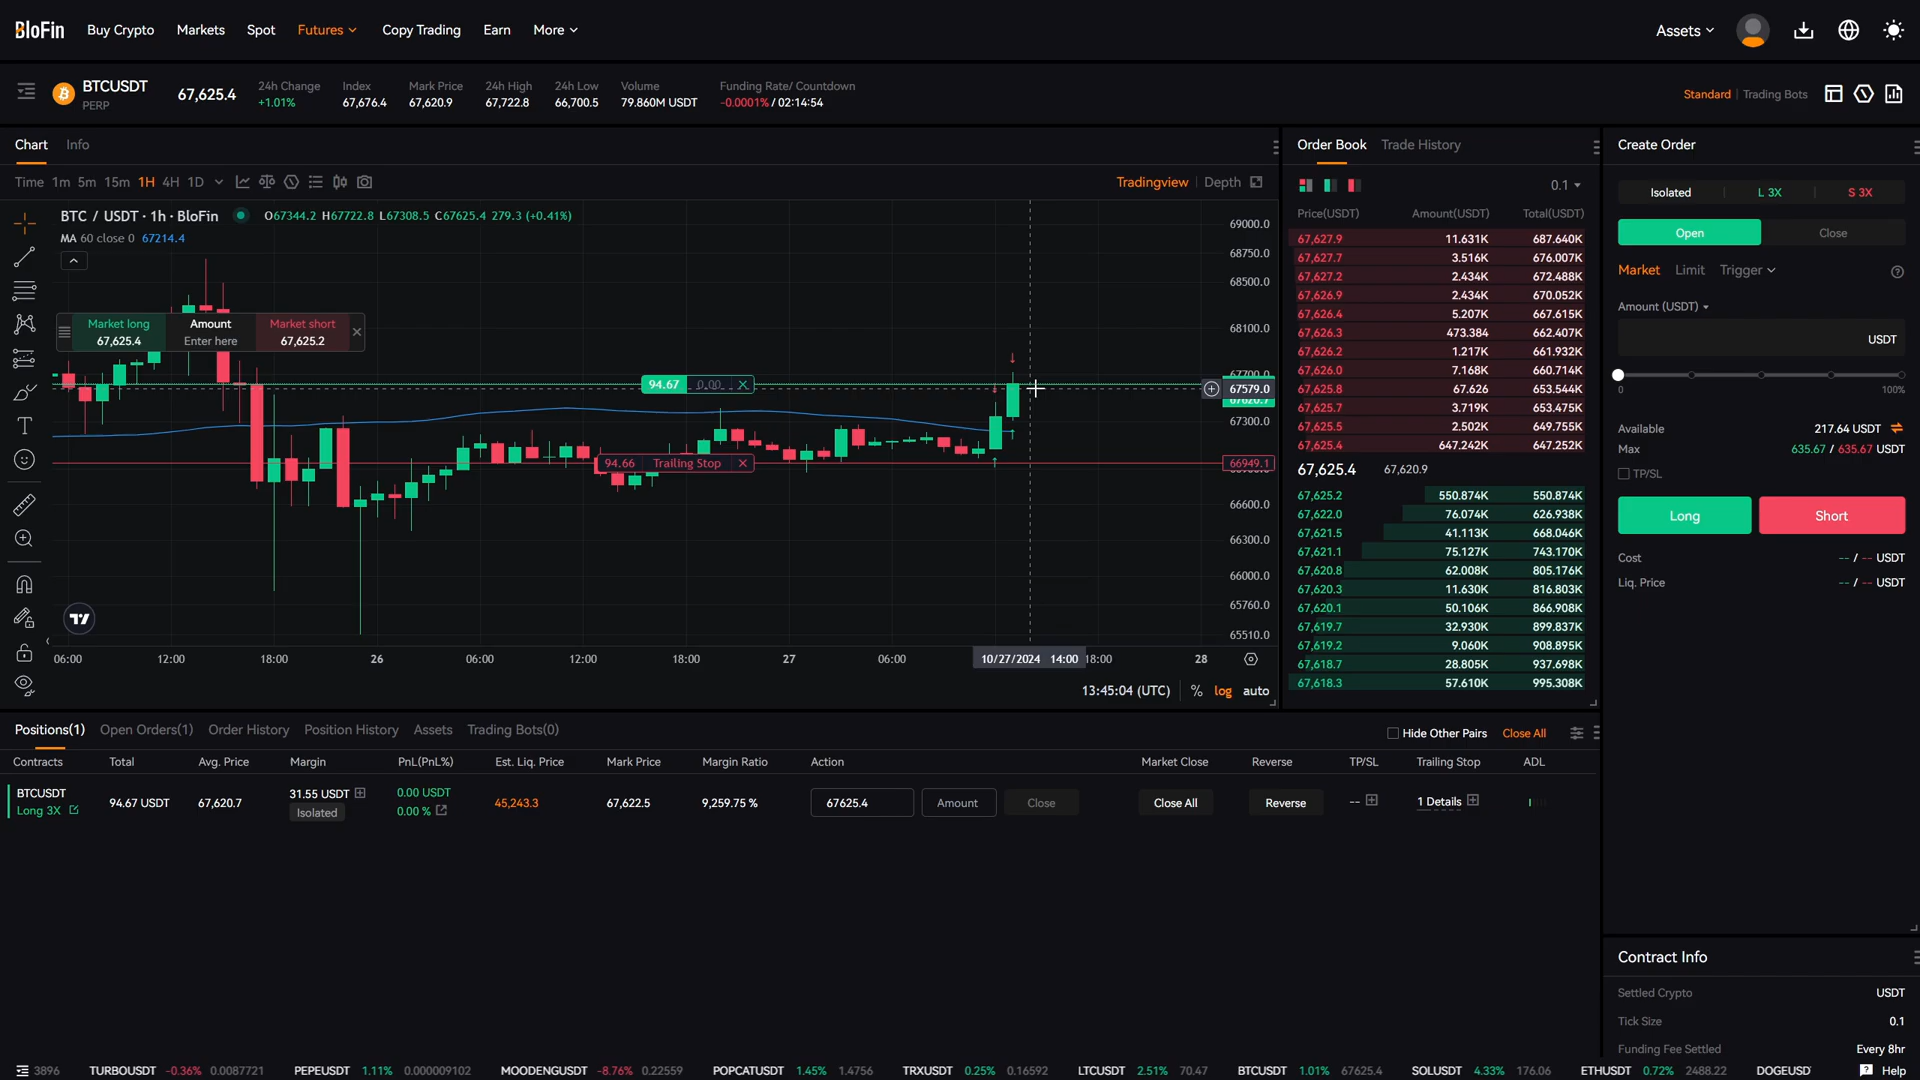 BloFin Buy Crypto Markets Spot Futures Copy Trading Earn More Assets
BTCUSDT PERP 67,625.4
24h Change +1.01%
Index 67,676.4
Mark Price 67,620.9
24h High 67,722.8
24h Low 66,700.5
Volume 79.860M USDT
Funding Rate/ Countdown -0.0001% / 02:14:54
Standard Trading Bots
Chart Info
Time 1m 5m 15m 1H 4H 1D
Tradingview Depth
BTC / USDT · 1h · BloFin O67344.2 H67722.8 L67308.5 C67625.4 279.3 (+0.41%)
MA 60 close 0 67214.4
Market long 67,625.4
Amount Enter here
Market short 67,625.2
94.67 0.00
94.66 Trailing Stop
69000.0
68750.0
68500.0
68100.0
67579.0
67300.0
66949.1
66600.0
66300.0
66000.0
65760.0
65510.0
06:00 12:00 18:00 26 06:00 12:00 18:00 27 06:00 10/27/2024 14:00 18:00 28
13:45:04 (UTC) % log auto
Order Book Trade History
0.1
Price(USDT) Amount(USDT) Total(USDT)
67,627.9 11.631K 687.640K
67,627.7 3.516K 676.007K
67,627.2 2.434K 672.488K
67,626.9 2.434K 670.052K
67,626.4 5.207K 667.615K
67,626.3 473.384 662.407K
67,626.2 1.217K 661.932K
67,626.0 7.168K 660.714K
67,625.8 67.626 653.544K
67,625.7 3.719K 653.475K
67,625.5 2.502K 649.755K
67,625.4 647.242K 647.252K
67,625.4 67,620.9
67,625.2 550.874K 550.874K
67,622.0 76.074K 626.938K
67,621.5 41.113K 668.046K
67,621.1 75.127K 743.170K
67,620.8 62.008K 805.176K
67,620.3 11.630K 816.803K
67,620.1 50.106K 866.908K
67,619.7 32.930K 899.837K
67,619.2 9.060K 908.895K
67,618.7 28.805K 937.698K
67,618.3 57.610K 995.308K
Create Order
Isolated L 3X S 3X
Open Close
Market Limit Trigger
Amount (USDT)
USDT
0 100%
Available 217.64 USDT
Max 635.67 / 635.67 USDT
TP/SL
Long Short
Cost -- / -- USDT
Liq. Price -- / -- USDT
Positions(1) Open Orders(1) Order History Position History Assets Trading Bots(0)
Hide Other Pairs Close All
Contracts Total Avg. Price Margin PnL(PnL%) Est. Liq. Price Mark Price Margin Ratio Action Market Close Reverse TP/SL Trailing Stop ADL
BTCUSDT Long 3X 94.67 USDT 67,620.7 31.55 USDT Isolated 0.00 USDT 0.00 % 45,243.3 67,622.5 9,259.75 % 67625.4 Amount Close Close All Reverse -- 1 Details
Contract Info
Settled Crypto USDT
Tick Size 0.1
Funding Fee Settled Every 8hr
3896 TURBOUSDT -0.36% 0.0087721 PEPEUSDT 1.11% 0.000009102 MOODENGUSDT -8.76% 0.22559 POPCATUSDT 1.45% 1.4756 TRXUSDT 0.25% 0.16592 LTCUSDT 2.51% 70.47 BTCUSDT 1.01% 67625.4 SOLUSDT 4.33% 176.06 ETHUSDT 0.72% 2488.22 DOGEUSD Help